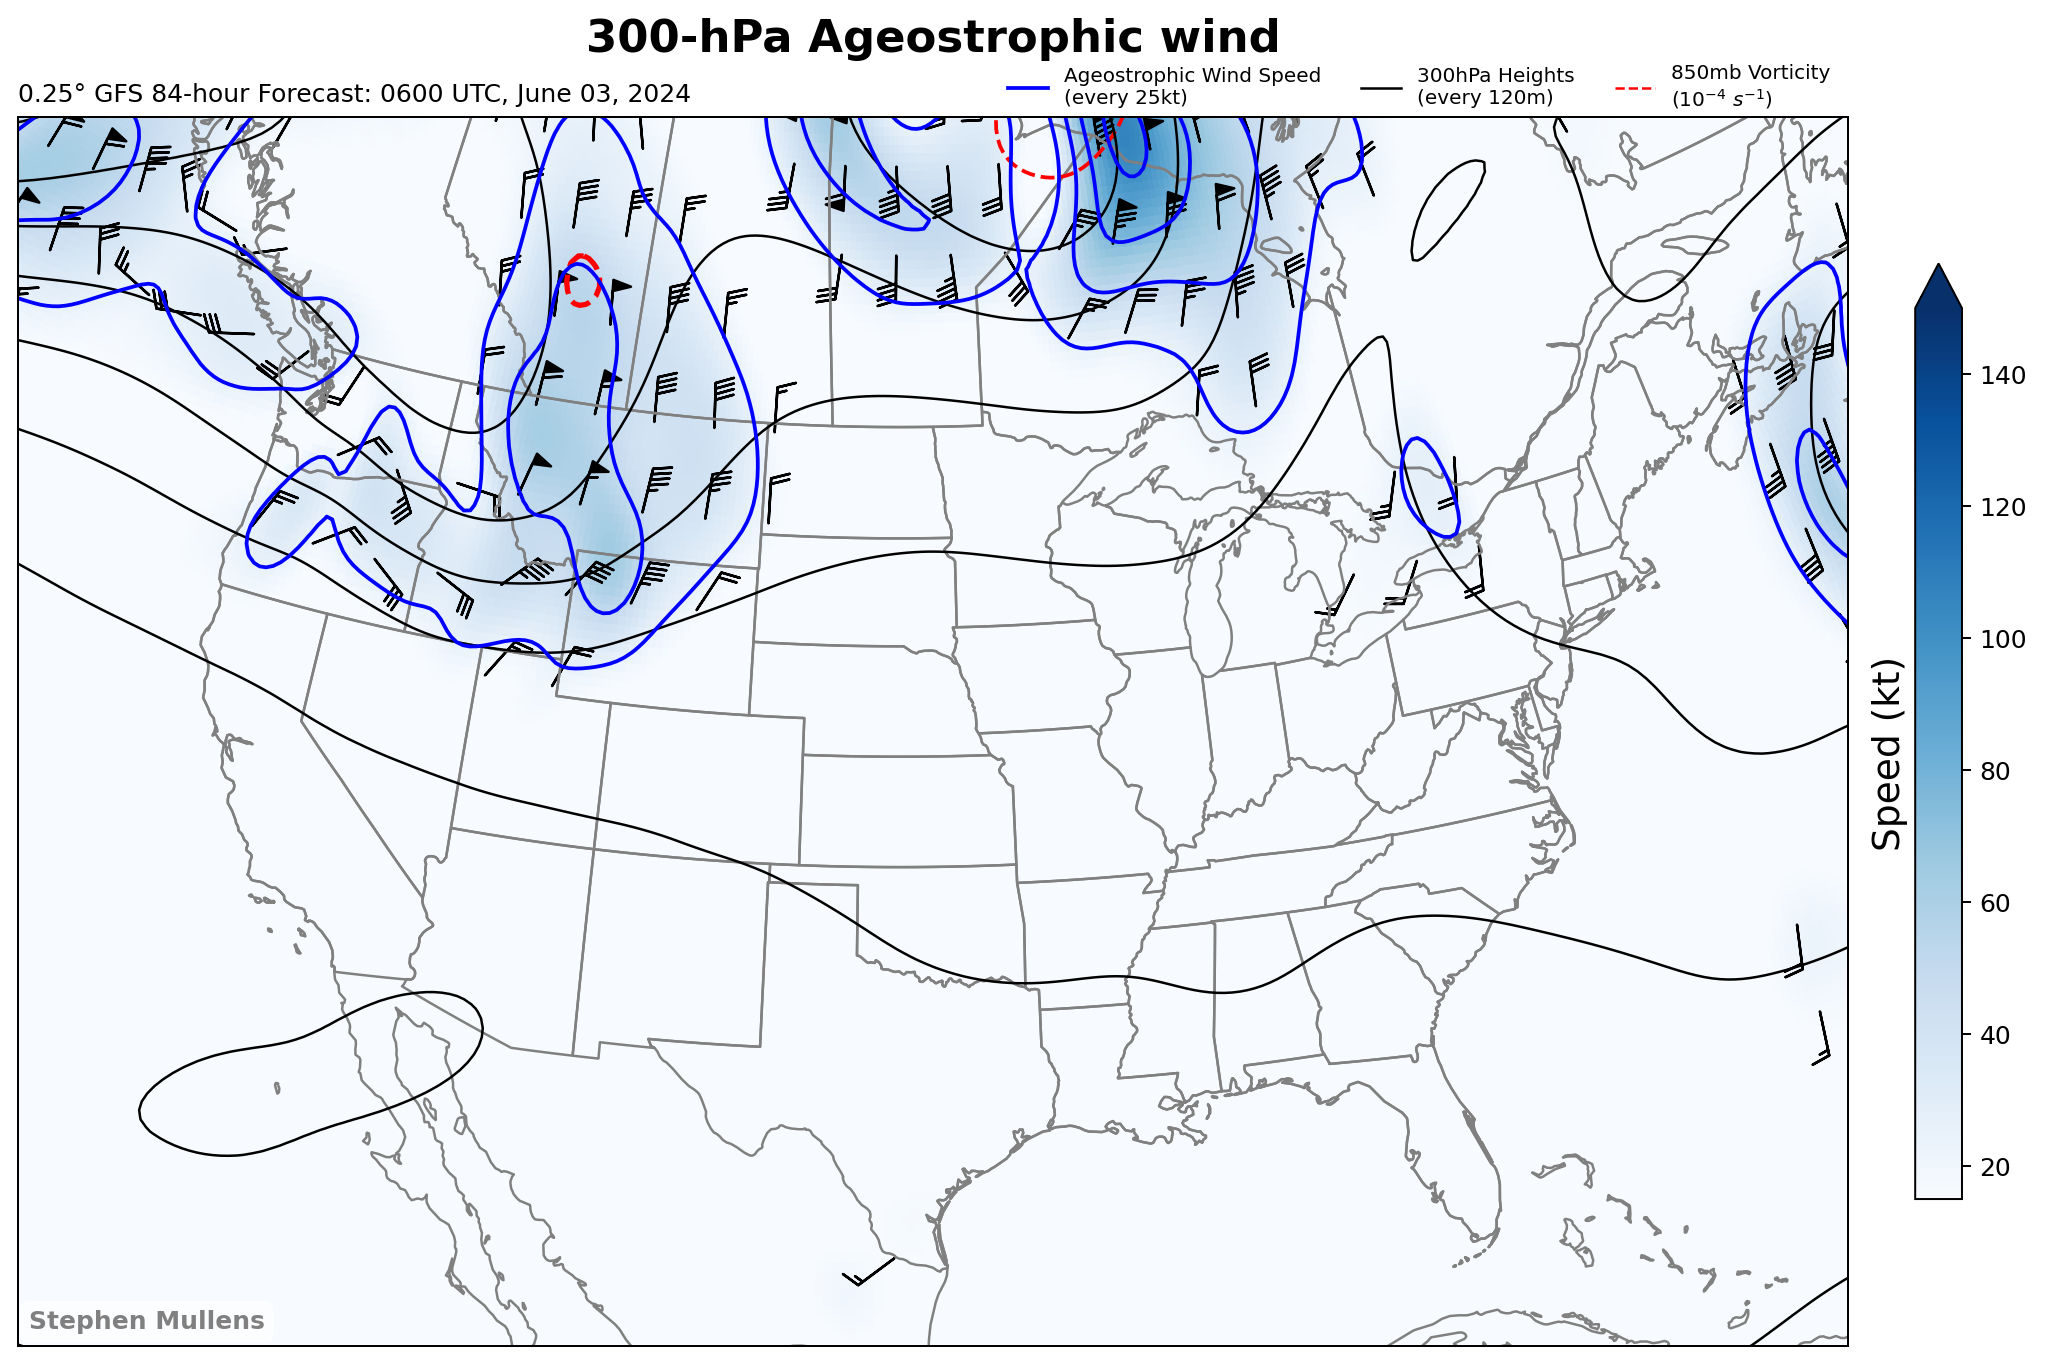 300-hPa Ageostrophic wind
0.25° GFS 84-hour Forecast: 0600 UTC, June 03, 2024
Ageostrophic Wind Speed
(every 25kt)
300hPa Heights
(every 120m)
850mb Vorticity
(10⁻⁴ s⁻¹)
140
120
100
80
60
40
20
Speed (kt)
Stephen Mullens